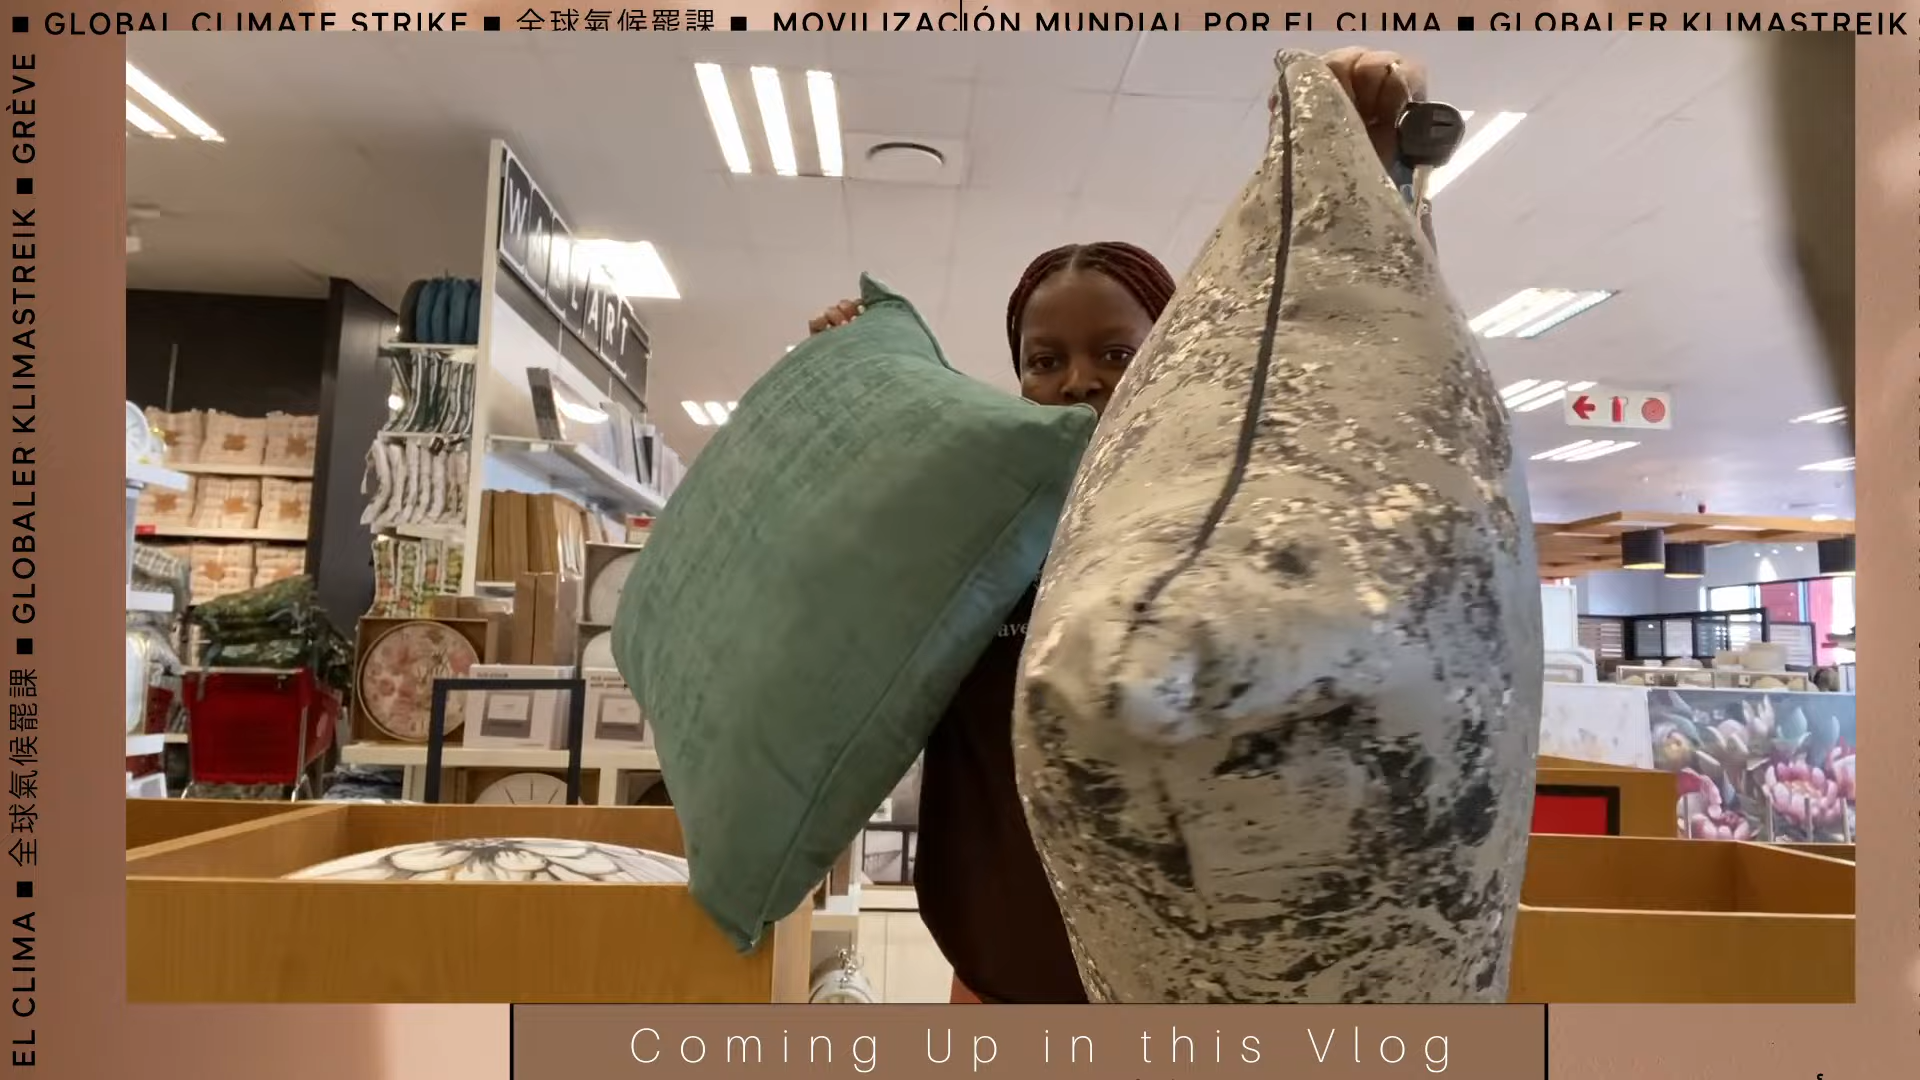 ■ GLOBAL CLIMATE STRIKE ■ 全球氣候罷課 ■ MOVILIZACIÓN MUNDIAL POR EL CLIMA ■ GLOBALER KLIMASTREIK
EL CLIMA ■ 全球氣候罷課 ■ GLOBALER KLIMASTREIK ■ GRÈVE
WALL ART
ave
Coming Up in this Vlog